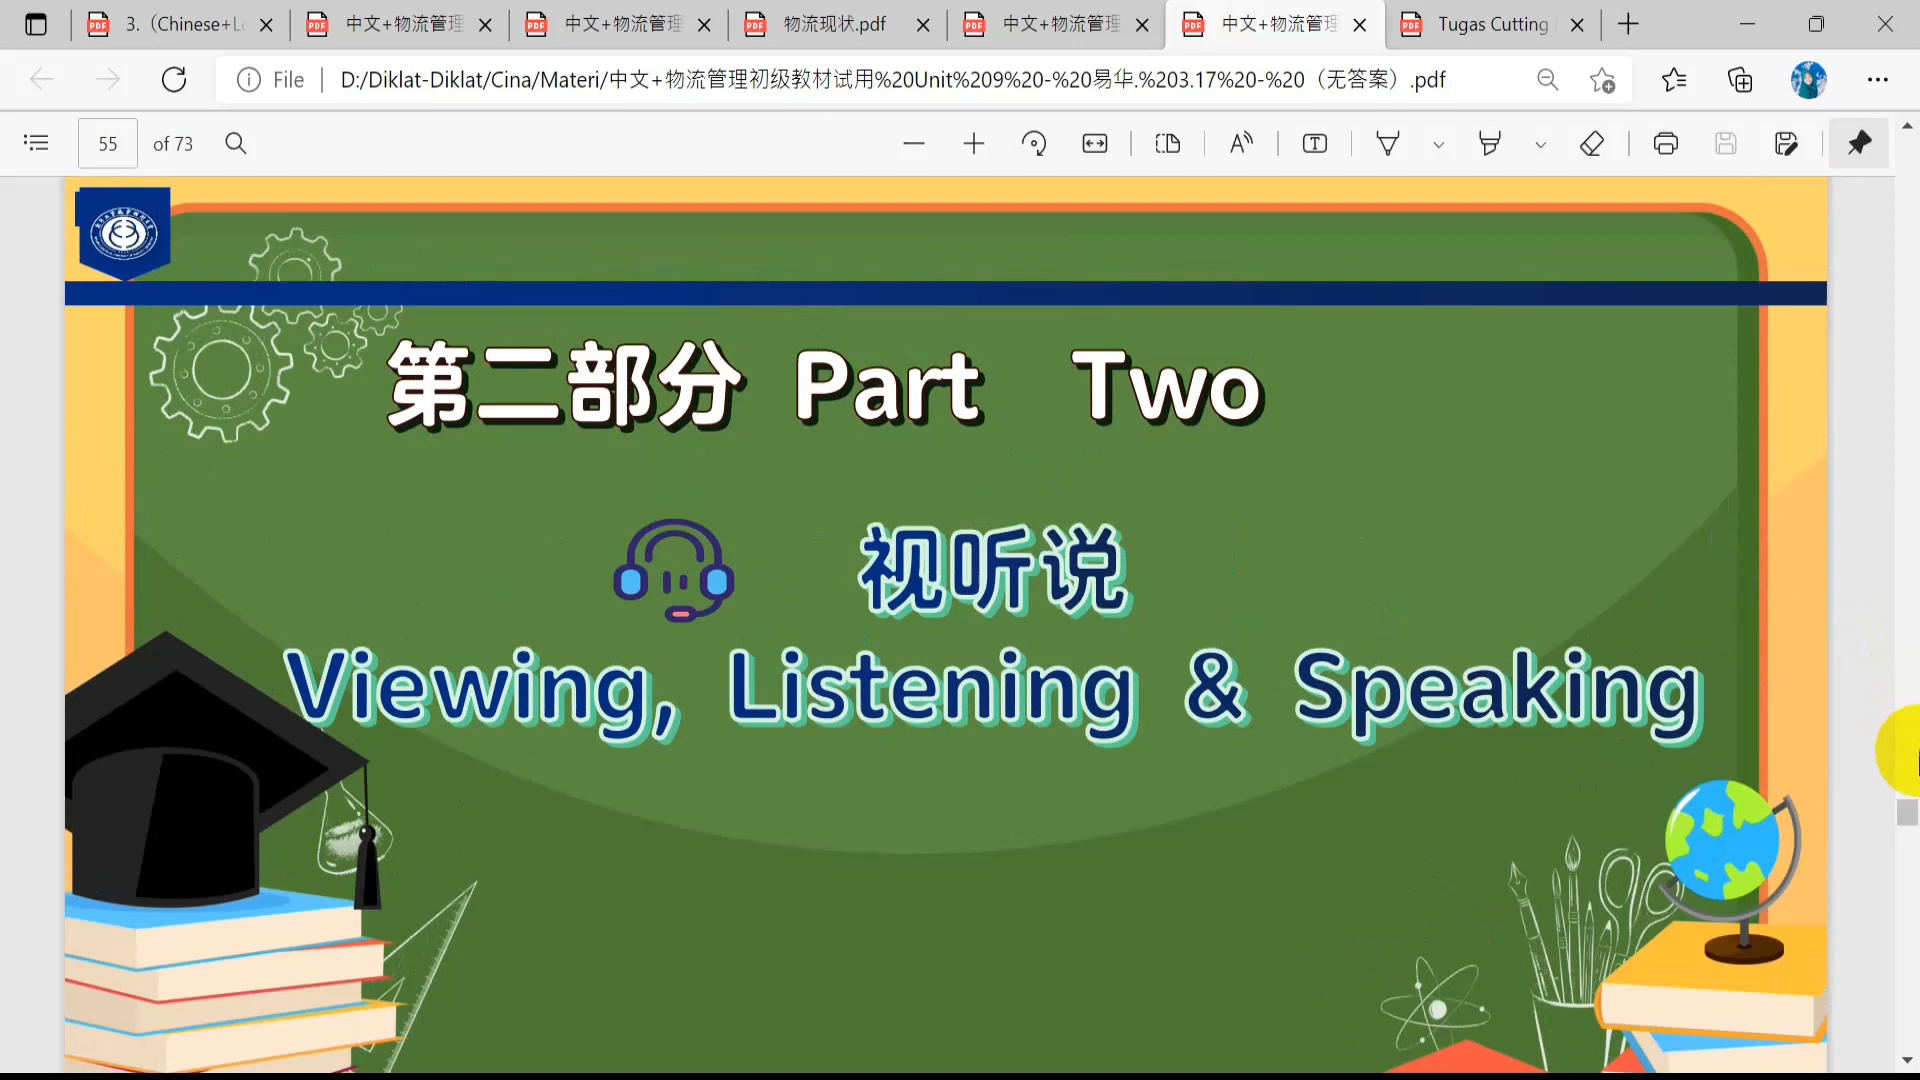 3.（Chinese+L
中文+物流管理
中文+物流管理
物流现状.pdf
中文+物流管理
中文+物流管理
Tugas Cutting
File
D:/Diklat-Diklat/Cina/Materi/中文+物流管理初级教材试用%20Unit%209%20-%20易华.%203.17%20-%20（无答案）.pdf
55 of 73
第二部分 Part Two
视听说
Viewing, Listening & Speaking